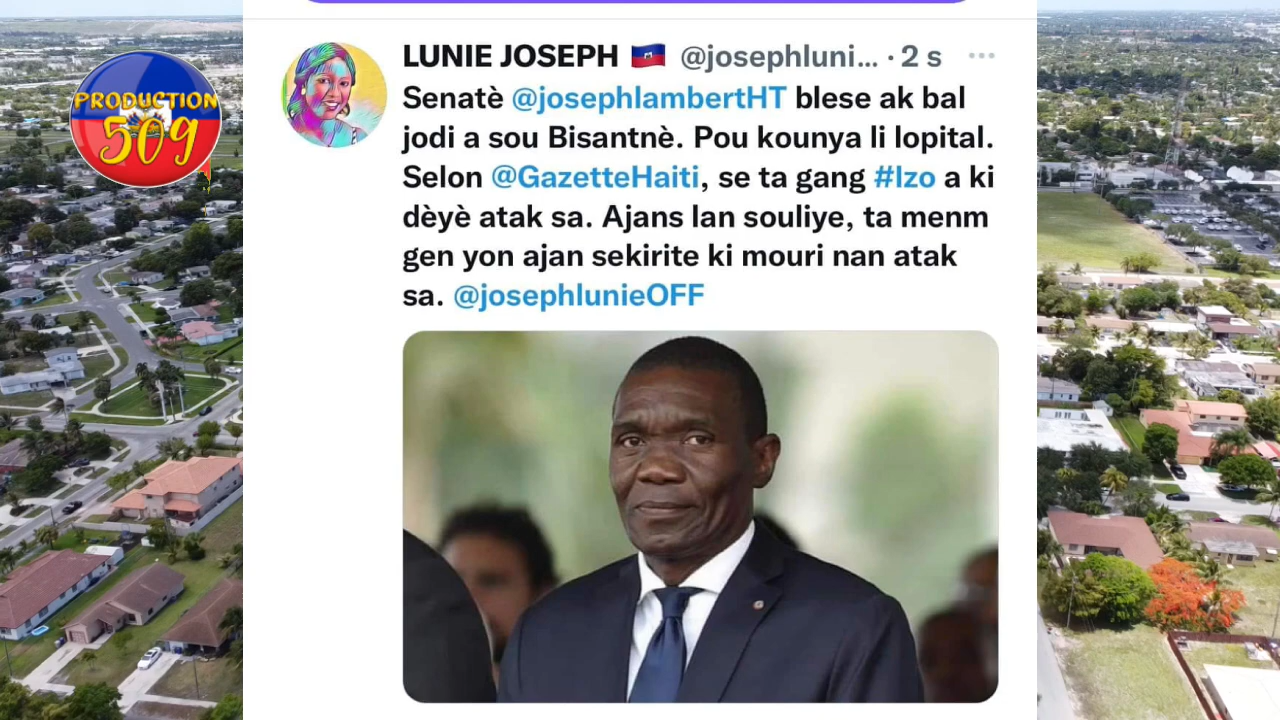 PRODUCTION
509
LUNIE JOSEPH @josephluni... · 2 s
Senatè @josephlambertHT blese ak bal
jodi a sou Bisantnè. Pou kounya li lopital.
Selon @GazetteHaiti, se ta gang #Izo a ki
dèyè atak sa. Ajans lan souliye, ta menm
gen yon ajan sekirite ki mouri nan atak
sa. @josephlunieOFF